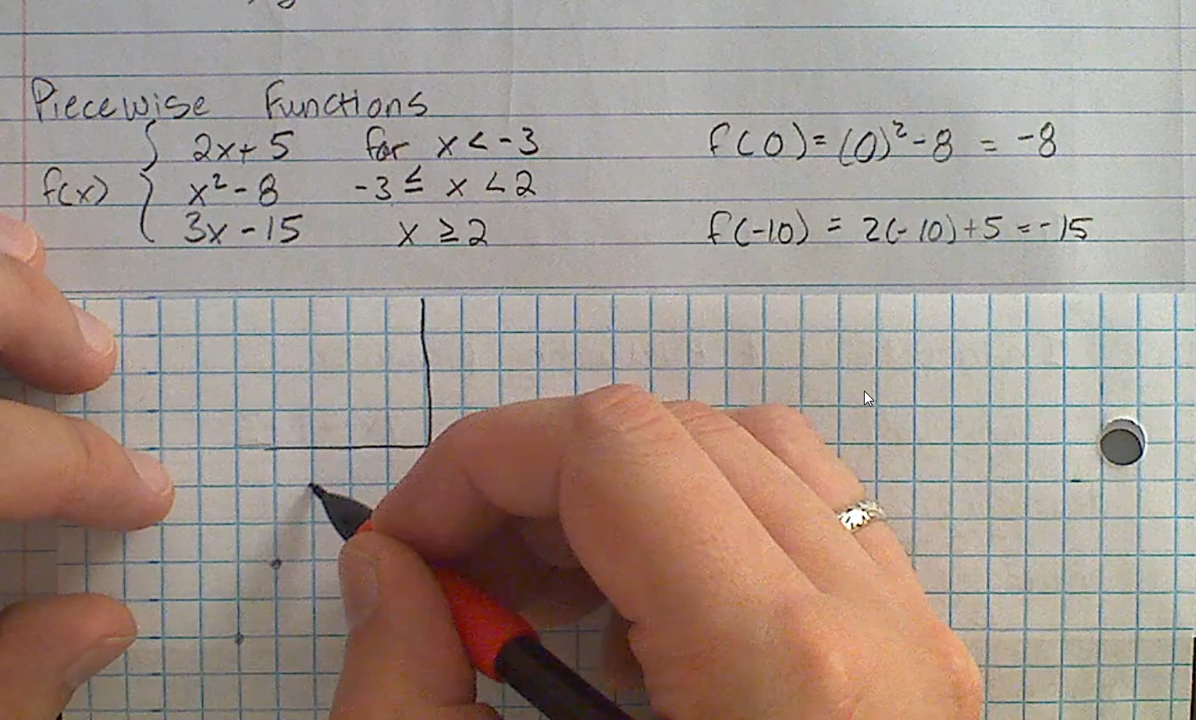 Piecewise Functions
f(x) { 2x+5 for x < -3
x² - 8 -3 ≤ x < 2
3x - 15 x ≥ 2
f(0) = (0)² - 8 = -8
f(-10) = 2(-10)+5 = -15